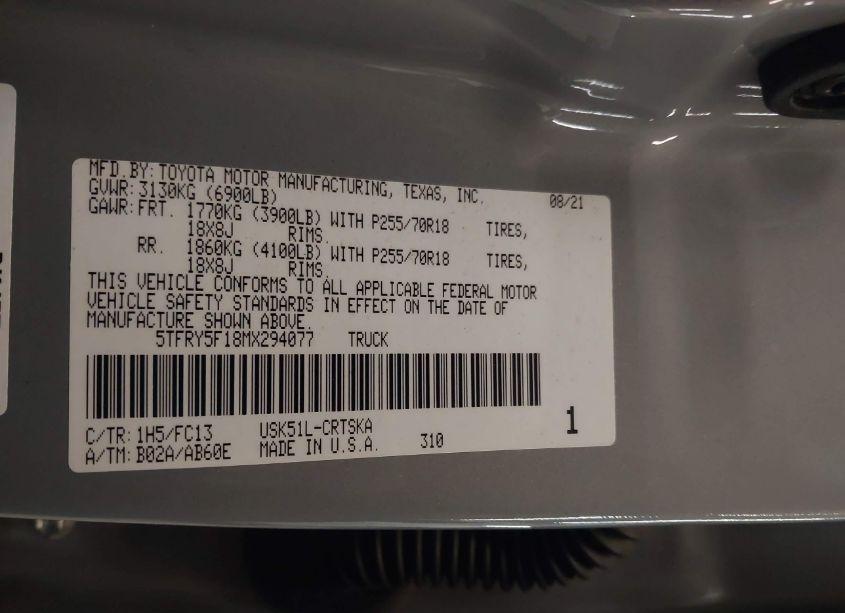 MFD.BY:TOYOTA MOTOR MANUFACTURING, TEXAS, INC. 08/21
GVWR:3130KG (6900LB)
GAWR:FRT. 1770KG (3900LB) WITH P255/70R18 TIRES,
18X8J RIMS.
RR. 1860KG (4100LB) WITH P255/70R18 TIRES,
18X8J RIMS.
THIS VEHICLE CONFORMS TO ALL APPLICABLE FEDERAL MOTOR
VEHICLE SAFETY STANDARDS IN EFFECT ON THE DATE OF
MANUFACTURE SHOWN ABOVE.
5TFRY5F18MX294077 TRUCK
C/TR:1H5/FC13 USK51L-CRTSKA
A/TM:B02A/AB60E MADE IN U.S.A. 310
1